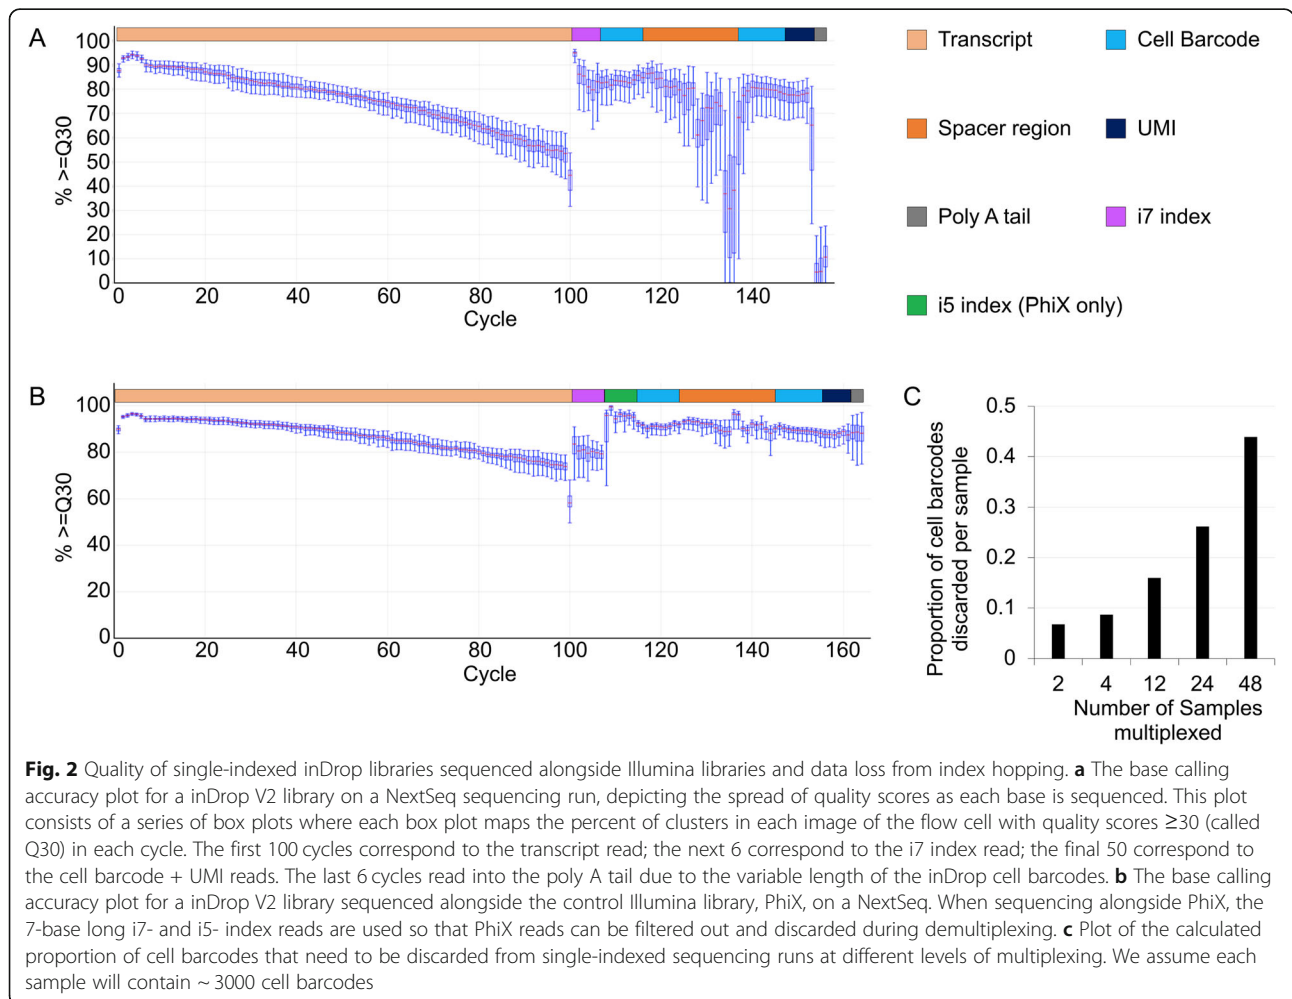 A
100
90
80
70
60
50
40
30
20
10
0
% >=Q30
0 20 40 60 80 100 120 140
Cycle
Transcript
Cell Barcode
Spacer region
UMI
Poly A tail
i7 index
i5 index (PhiX only)
B
100
80
60
40
20
0
% >=Q30
0 20 40 60 80 100 120 140 160
Cycle
C
0.5
0.4
0.3
0.2
0.1
0
Proportion of cell barcodes
discarded per sample
2 4 12 24 48
Number of Samples
multiplexed
Fig. 2 Quality of single-indexed inDrop libraries sequenced alongside Illumina libraries and data loss from index hopping. a The base calling
accuracy plot for a inDrop V2 library on a NextSeq sequencing run, depicting the spread of quality scores as each base is sequenced. This plot
consists of a series of box plots where each box plot maps the percent of clusters in each image of the flow cell with quality scores ≥30 (called
Q30) in each cycle. The first 100 cycles correspond to the transcript read; the next 6 correspond to the i7 index read; the final 50 correspond to
the cell barcode + UMI reads. The last 6 cycles read into the poly A tail due to the variable length of the inDrop cell barcodes. b The base calling
accuracy plot for a inDrop V2 library sequenced alongside the control Illumina library, PhiX, on a NextSeq. When sequencing alongside PhiX, the
7-base long i7- and i5- index reads are used so that PhiX reads can be filtered out and discarded during demultiplexing. c Plot of the calculated
proportion of cell barcodes that need to be discarded from single-indexed sequencing runs at different levels of multiplexing. We assume each
sample will contain ~ 3000 cell barcodes